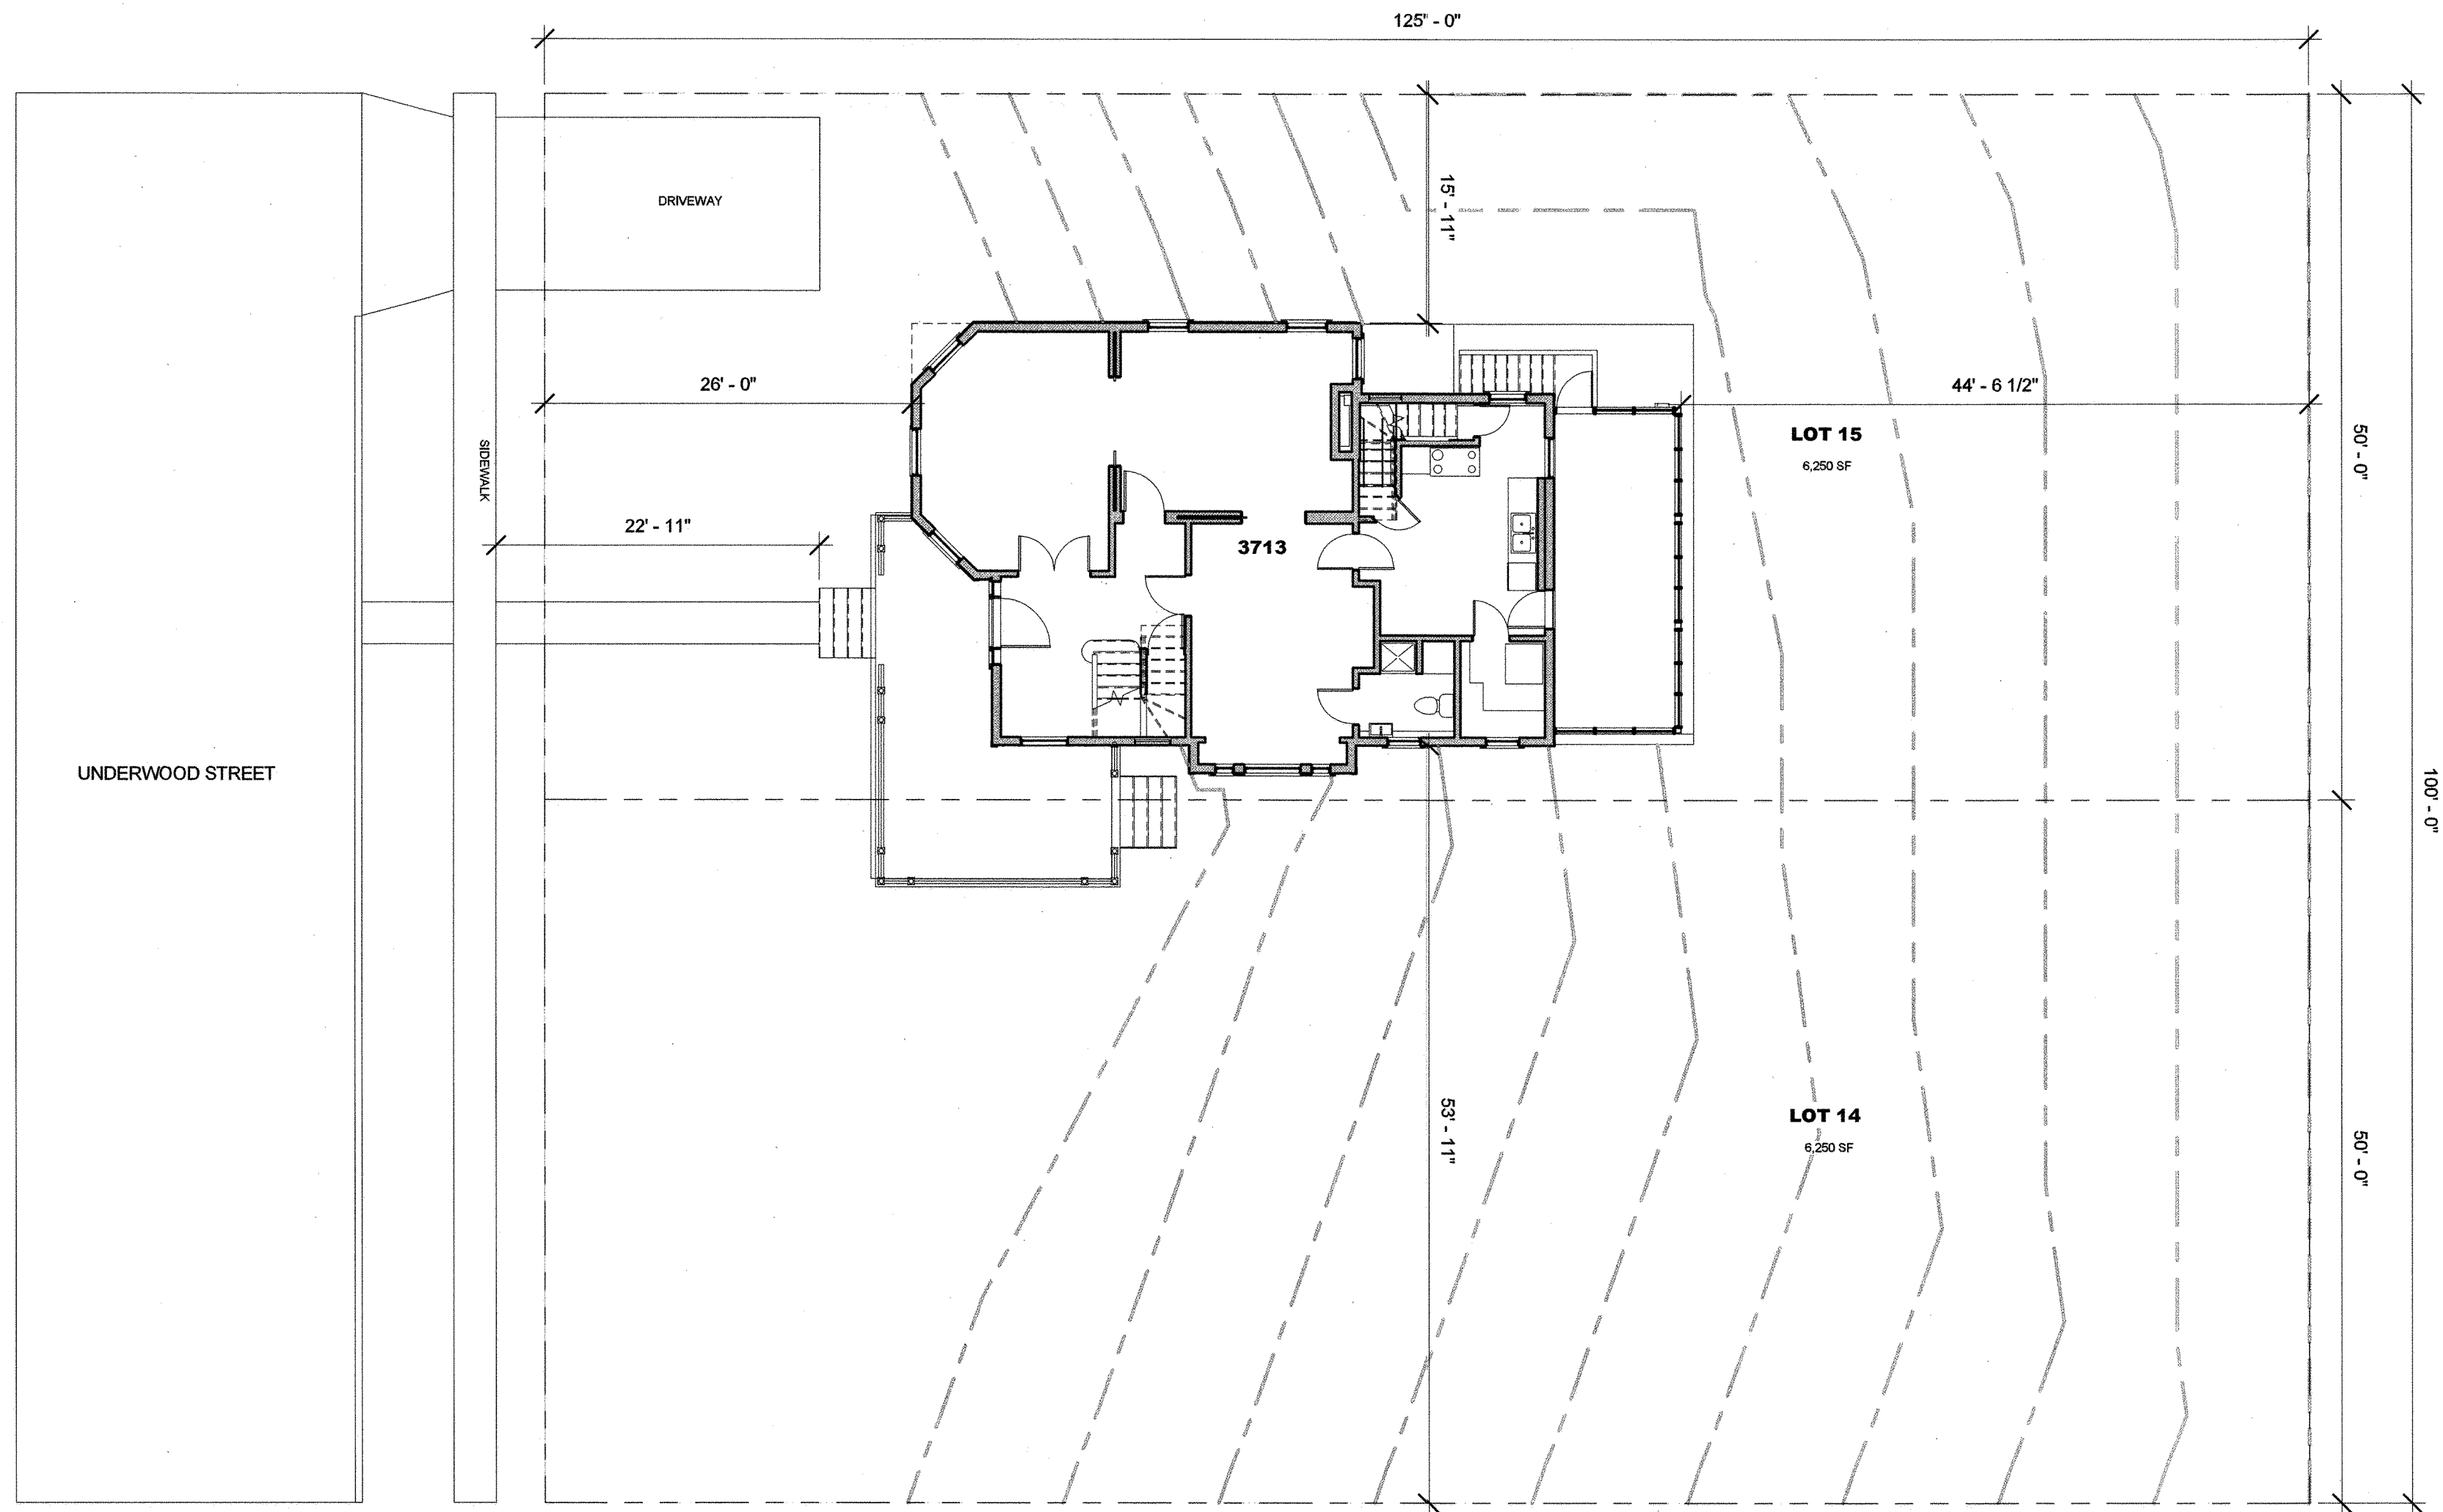 125' - 0"
DRIVEWAY
15' - 11"
26' - 0"
44' - 6 1/2"
LOT 15
6,250 SF
50' - 0"
SIDEWALK
22' - 11"
3713
UNDERWOOD STREET
100' - 0"
53' - 11"
LOT 14
6,250 SF
50' - 0"